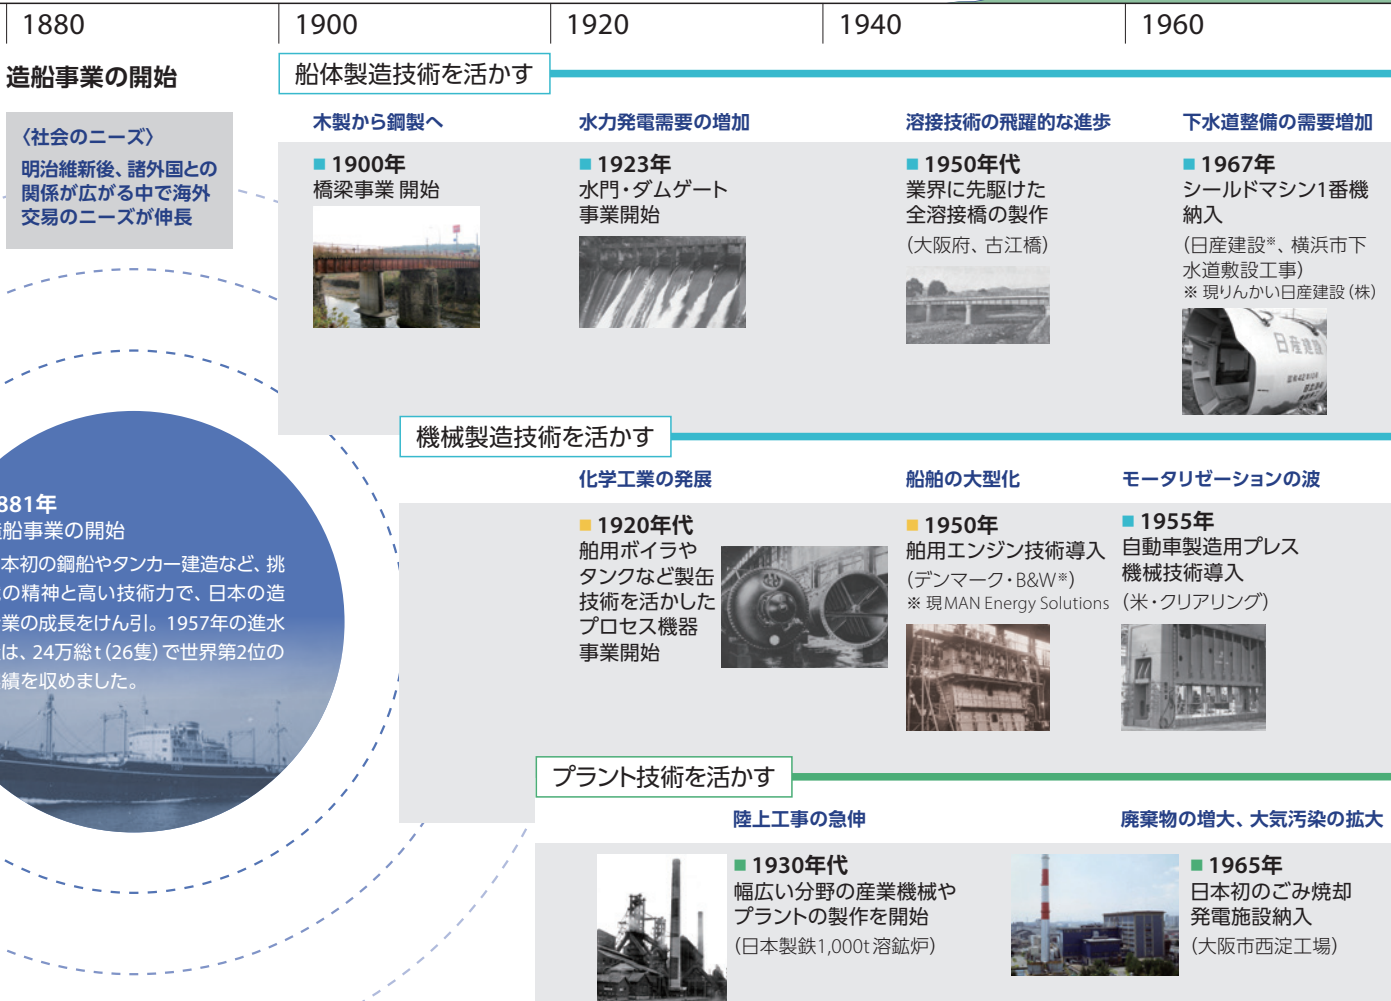 1880
1900
1920
1940
1960
造船事業の開始
〈社会のニーズ〉
明治維新後、諸外国との
関係が広がる中で海外
交易のニーズが伸長
船体製造技術を活かす
木製から鋼製へ
■ 1900年
橋梁事業 開始
水力発電需要の増加
■ 1923年
水門・ダムゲート
事業開始
溶接技術の飛躍的な進歩
■ 1950年代
業界に先駆けた
全溶接橋の製作
(大阪府、古江橋)
下水道整備の需要増加
■ 1967年
シールドマシン1番機
納入
(日産建設※、横浜市下
水道敷設工事)
※ 現りんかい日産建設(株)
日産建設
881年
船事業の開始
本初の鋼船やタンカー建造など、挑
の精神と高い技術力で、日本の造
業の成長をけん引。1957年の進水
は、24万総t(26隻)で世界第2位の
績を収めました。
機械製造技術を活かす
化学工業の発展
■ 1920年代
舶用ボイラや
タンクなど製缶
技術を活かした
プロセス機器
事業開始
船舶の大型化
■ 1950年
舶用エンジン技術導入
(デンマーク・B&W※)
※ 現MAN Energy Solutions
モータリゼーションの波
■ 1955年
自動車製造用プレス
機械技術導入
(米・クリアリング)
プラント技術を活かす
陸上工事の急伸
■ 1930年代
幅広い分野の産業機械や
プラントの製作を開始
(日本製鉄1,000t溶鉱炉)
廃棄物の増大、大気汚染の拡大
■ 1965年
日本初のごみ焼却
発電施設納入
(大阪市西淀工場)